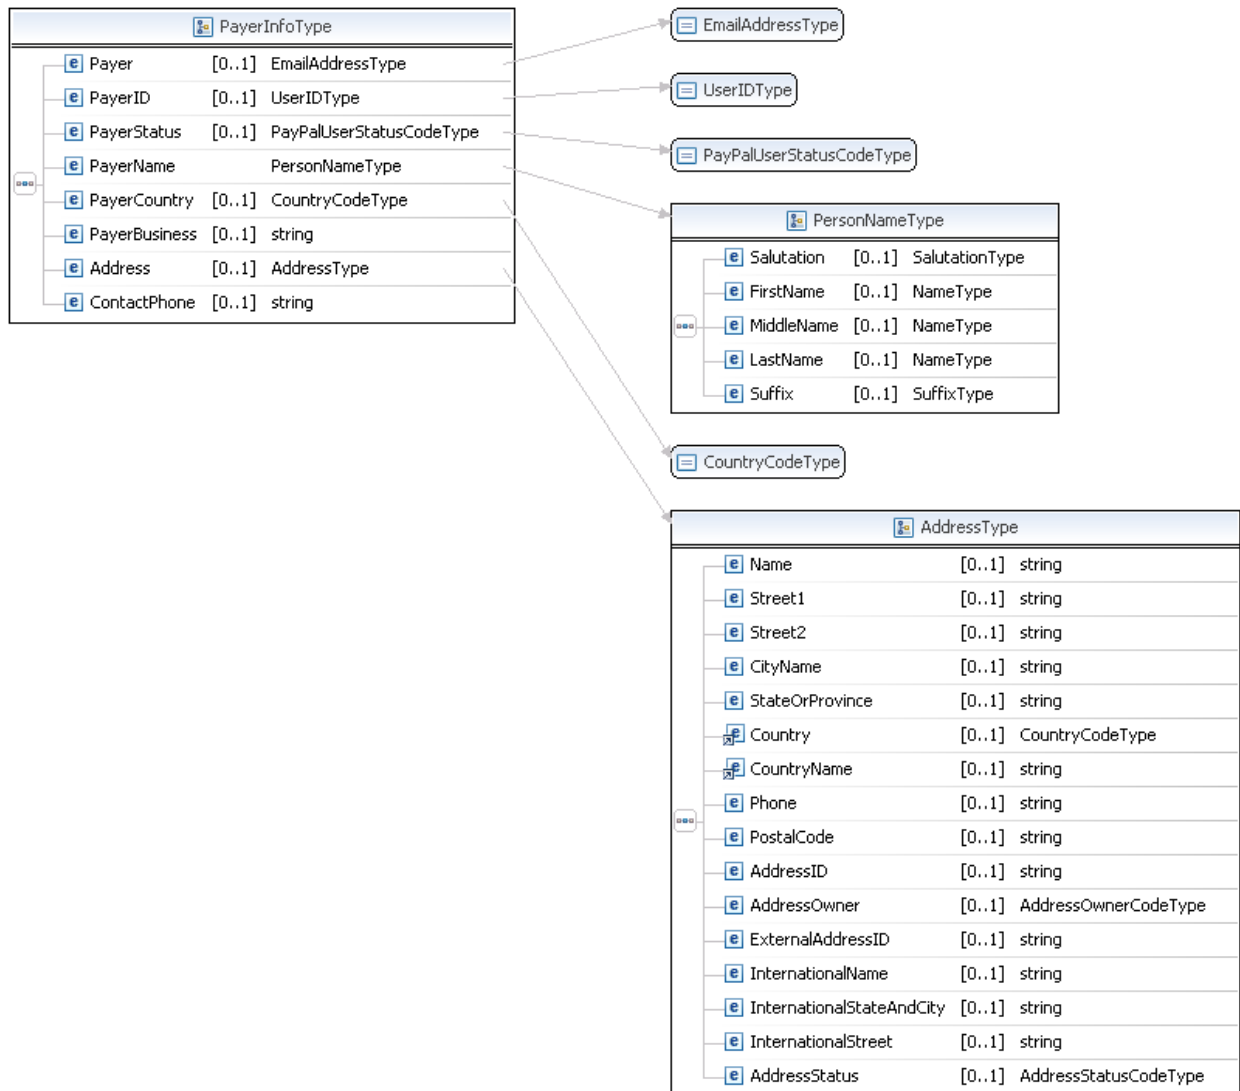 PayerInfoType
Payer [0..1] EmailAddressType
PayerID [0..1] UserIDType
PayerStatus [0..1] PayPalUserStatusCodeType
PayerName PersonNameType
PayerCountry [0..1] CountryCodeType
PayerBusiness [0..1] string
Address [0..1] AddressType
ContactPhone [0..1] string
EmailAddressType
UserIDType
PayPalUserStatusCodeType
PersonNameType
Salutation [0..1] SalutationType
FirstName [0..1] NameType
MiddleName [0..1] NameType
LastName [0..1] NameType
Suffix [0..1] SuffixType
CountryCodeType
AddressType
Name [0..1] string
Street1 [0..1] string
Street2 [0..1] string
CityName [0..1] string
StateOrProvince [0..1] string
Country [0..1] CountryCodeType
CountryName [0..1] string
Phone [0..1] string
PostalCode [0..1] string
AddressID [0..1] string
AddressOwner [0..1] AddressOwnerCodeType
ExternalAddressID [0..1] string
InternationalName [0..1] string
InternationalStateAndCity [0..1] string
InternationalStreet [0..1] string
AddressStatus [0..1] AddressStatusCodeType